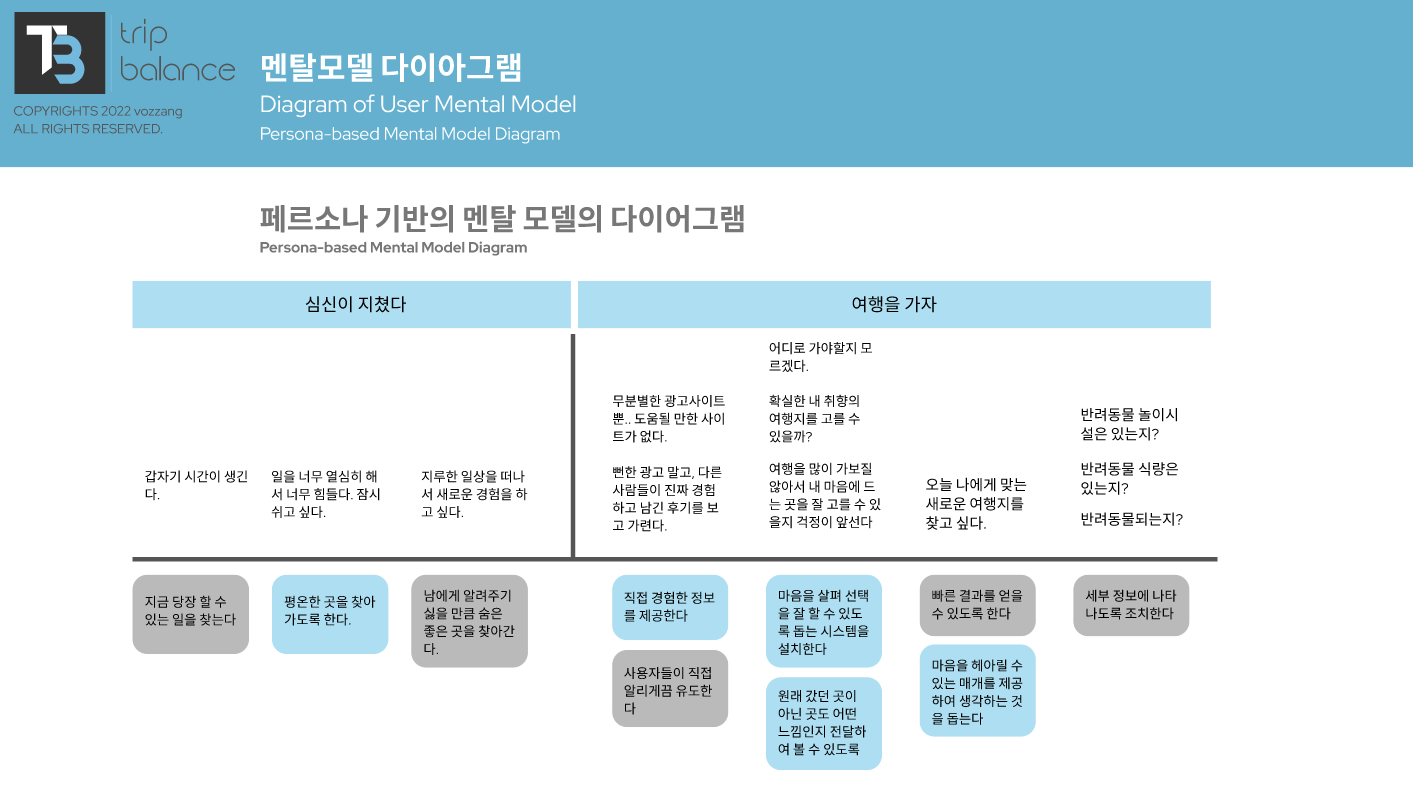 TB
trip
balance
COPYRIGHTS 2022 vozzang
ALL RIGHTS RESERVED.
멘탈모델 다이아그램
Diagram of User Mental Model
Persona-based Mental Model Diagram
페르소나 기반의 멘탈 모델의 다이어그램
Persona-based Mental Model Diagram
심신이 지쳤다
여행을 가자
갑자기 시간이 생긴
다.
일을 너무 열심히 해
서 너무 힘들다. 잠시
쉬고 싶다.
지루한 일상을 떠나
서 새로운 경험을 하
고 싶다.
무분별한 광고사이트
뿐.. 도움될 만한 사이
트가 없다.
뻔한 광고 말고, 다른
사람들이 진짜 경험
하고 남긴 후기를 보
고 가련다.
어디로 가야할지 모
르겠다.
확실한 내 취향의
여행지를 고를 수
있을까?
여행을 많이 가보질
않아서 내 마음에 드
는 곳을 잘 고를 수 있
을지 걱정이 앞선다
오늘 나에게 맞는
새로운 여행지를
찾고 싶다.
반려동물 놀이시
설은 있는지?
반려동물 식량은
있는지?
반려동물되는지?
지금 당장 할 수
있는 일을 찾는다
평온한 곳을 찾아
가도록 한다.
남에게 알려주기
싫을 만큼 숨은
좋은 곳을 찾아간
다.
직접 경험한 정보
를 제공한다
사용자들이 직접
알리게끔 유도한
다
마음을 살펴 선택
을 잘 할 수 있도
록 돕는 시스템을
설치한다
원래 갔던 곳이
아닌 곳도 어떤
느낌인지 전달하
여 볼 수 있도록
빠른 결과를 얻을
수 있도록 한다
마음을 헤아릴 수
있는 매개를 제공
하여 생각하는 것
을 돕는다
세부 정보에 나타
나도록 조치한다